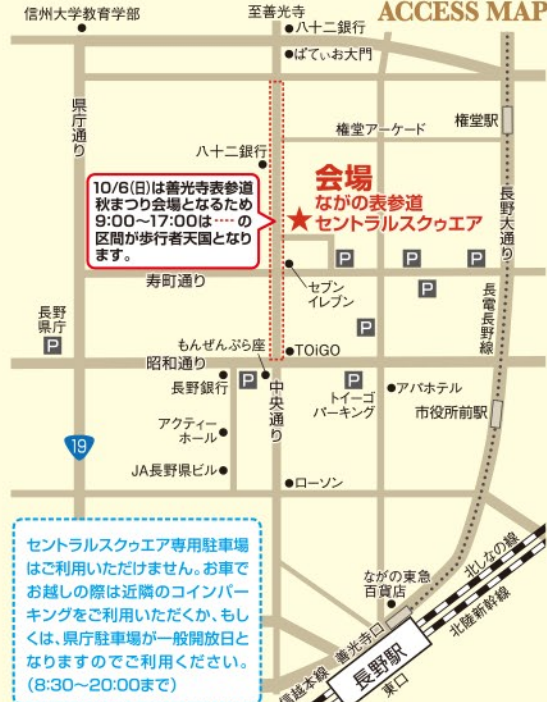 ACCESS MAP
信州大学教育学部
至善光寺
八十二銀行
ぱてぃお大門
県庁通り
権堂アーケード
権堂駅
八十二銀行
10/6(日)は善光寺表参道
秋まつり会場となるため
9:00〜17:00は‥‥の
区間が歩行者天国となり
ます。
会場
ながの表参道
セントラルスクゥエア
長野大通り
P
P
P
寿町通り
セブン
イレブン
P
長電長野線
長野
県庁
P
P
もんぜんぷら座
TOiGO
昭和通り
長野銀行
P
中央通り
P
トイーゴ
パーキング
アパホテル
市役所前駅
アクティー
ホール
19
JA長野県ビル
ローソン
セントラルスクゥエア専用駐車場
はご利用いただけません。お車で
お越しの際は近隣のコインパー
キングをご利用いただくか、もし
くは、県庁駐車場が一般開放日と
なりますのでご利用ください。
(8:30〜20:00まで)
ながの東急
百貨店
北しなの線
北陸新幹線
善光寺口
長野駅
信越本線
東口